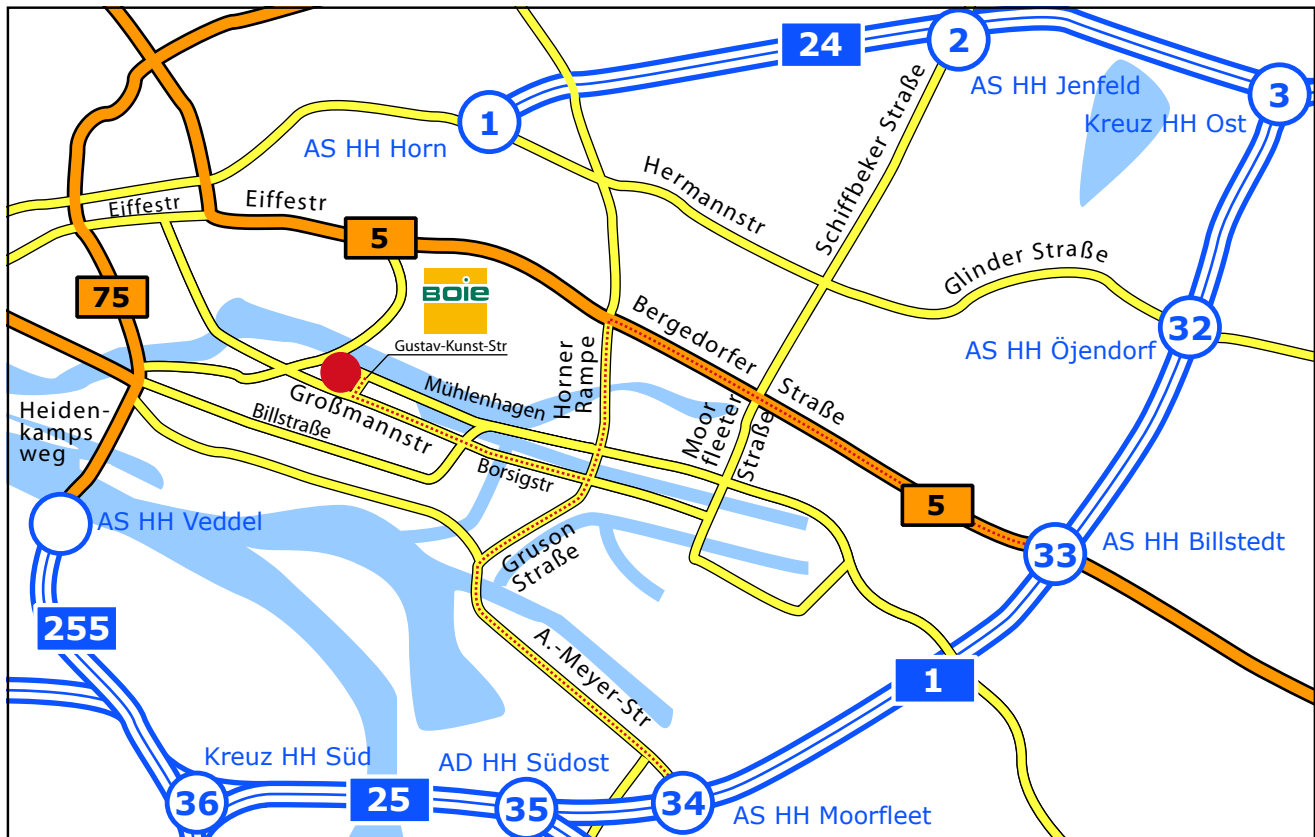 24
2
AS HH Jenfeld
3
Kreuz HH Ost
1
AS HH Horn
Schiffbeker Straße
Hermannstr
Eiffestr
Eiffestr
5
Glinder Straße
75
BOIE
Gustav-Kunst-Str
32
AS HH Öjendorf
Bergedorfer
Straße
Horner
Rampe
Mühlenhagen
Großmannstr
Billstraße
Heiden-
kamps
weg
Moor
fleeter
Straße
Borsigstr
5
AS HH Veddel
Gruson
Straße
33
AS HH Billstedt
255
A.-Meyer-Str
1
Kreuz HH Süd
AD HH Südost
36
25
35
34
AS HH Moorfleet